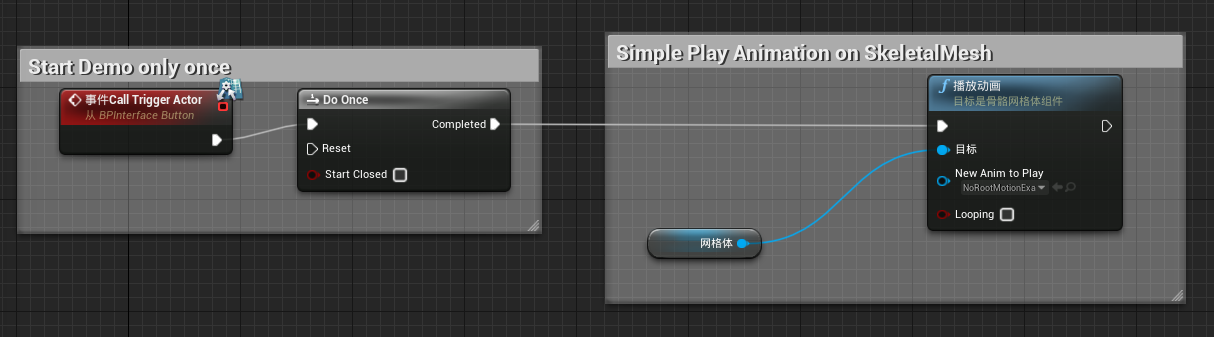 Start Demo only once
事件Call Trigger Actor
从 BPInterface Button
Do Once
Completed
Reset
Start Closed
Simple Play Animation on SkeletalMesh
播放动画
目标是骨骼网格体组件
目标
New Anim to Play
NoRootMotionExa
Looping
网格体